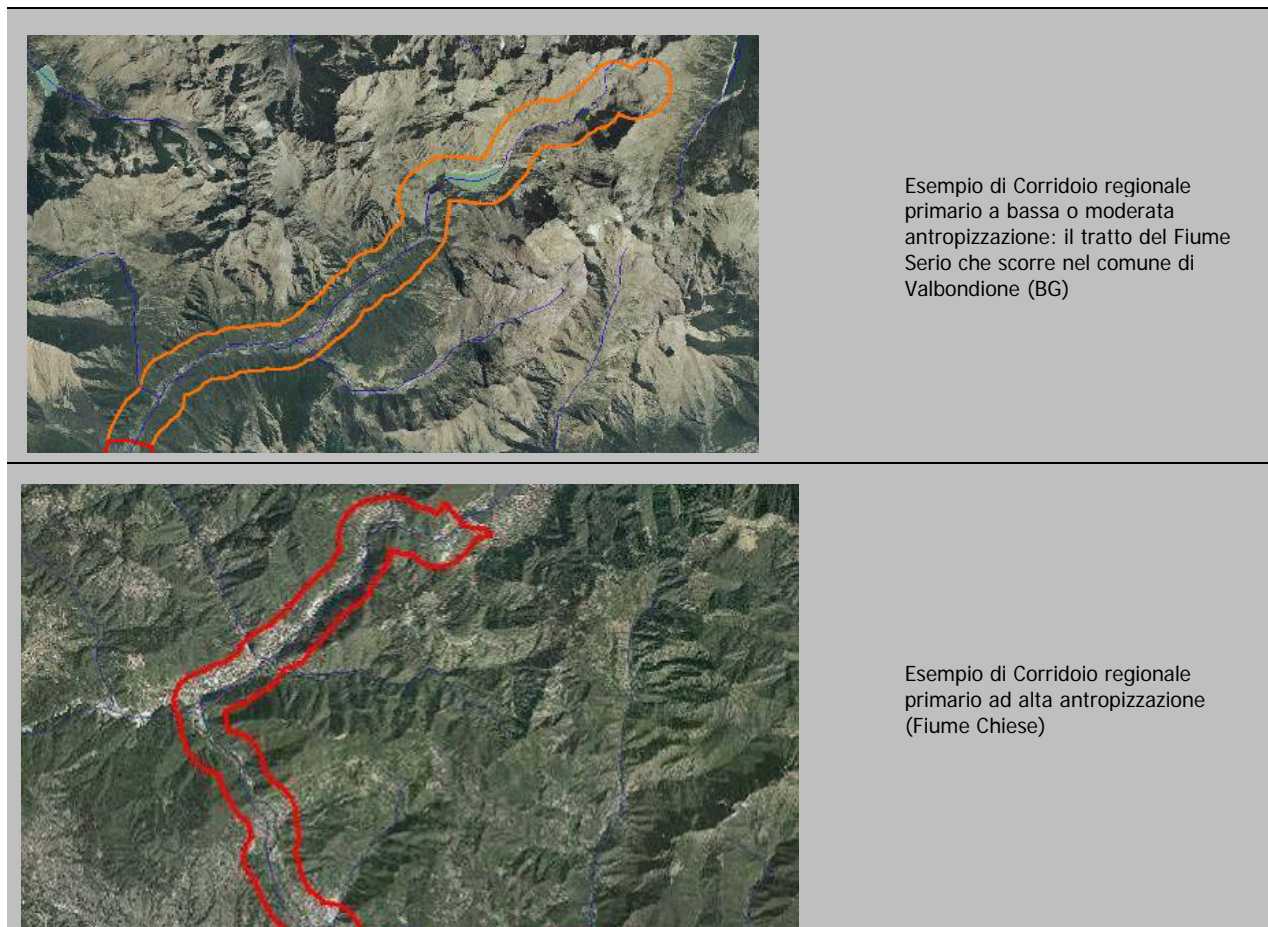 Esempio di Corridoio regionale
primario a bassa o moderata
antropizzazione: il tratto del Fiume
Serio che scorre nel comune di
Valbondione (BG)
Esempio di Corridoio regionale
primario ad alta antropizzazione
(Fiume Chiese)